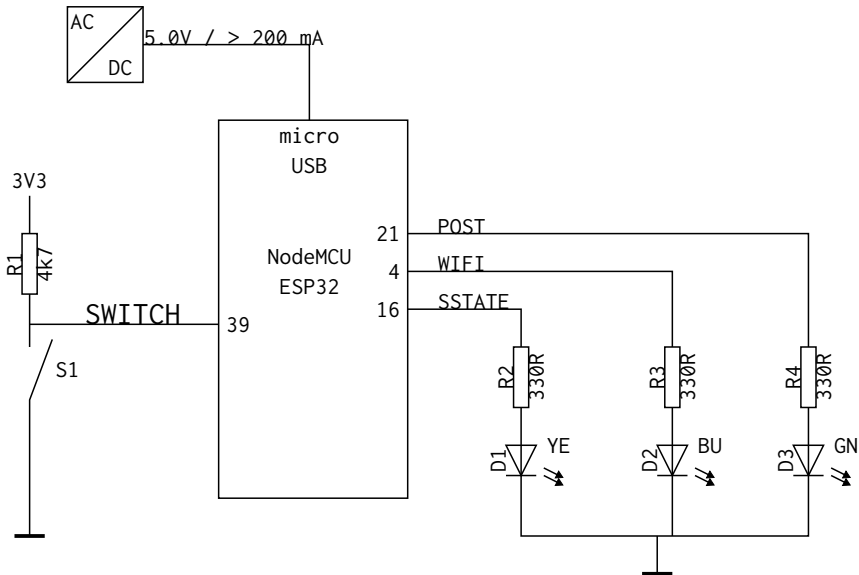 AC
DC
5.0V / > 200 mA
micro
USB
3V3
R1
4k7
NodeMCU
ESP32
21
POST
4
WIFI
16
SSTATE
SWITCH
39
S1
R2
330R
R3
330R
R4
330R
D1
YE
D2
BU
D3
GN